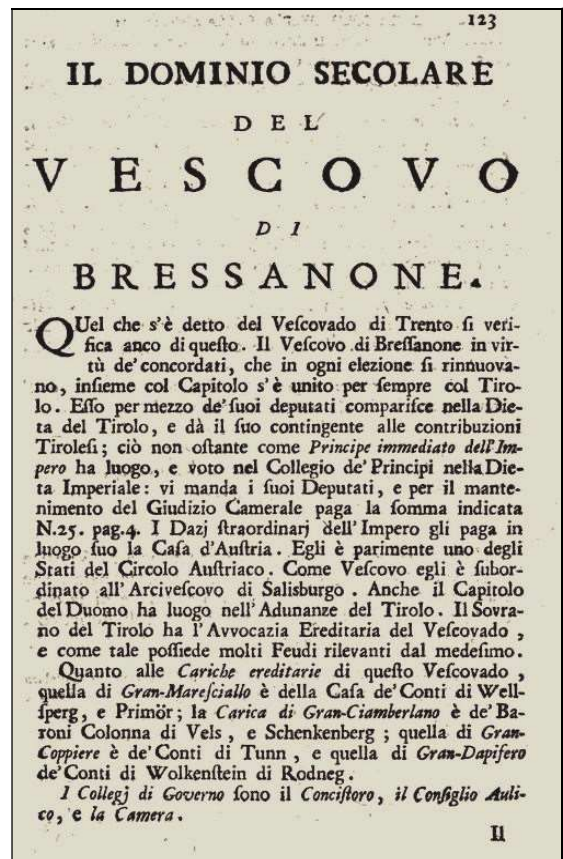 123
IL DOMINIO SECOLARE
DEL
VESCOVO
DI
BRESSANONE.
QUel che s'è detto del Veſcovado di Trento ſi veri-
fica anco di queſto. Il Veſcovo di Breſſanone in vir-
tù de' concordati, che in ogni elezione ſi rinnuova-
no, inſieme col Capitolo s'è unito per ſempre col Tiro-
lo. Eſſo per mezzo de' ſuoi deputati compariſce nella Die-
ta del Tirolo, e dà il ſuo contingente alle contribuzioni
Tiroleſi; ciò non oſtante come Principe immediato dell'Im-
pero ha luogo, e voto nel Collegio de' Principi nella Die-
ta Imperiale: vi manda i ſuoi Deputati, e per il mante-
nimento del Giudizio Camerale paga la ſomma indicata
N.25. pag.4. I Dazj ſtraordinarj dell'Impero gli paga in
luogo ſuo la Caſa d'Auſtria. Egli è parimente uno degli
Stati del Circolo Auſtriaco. Come Veſcovo egli è ſubor-
dinato all'Arciveſcovo di Salisburgo. Anche il Capitolo
del Duomo ha luogo nell'Adunanze del Tirolo. Il Sovra-
no del Tirolo ha l'Avvocazia Ereditaria del Veſcovado,
e come tale poſſiede molti Feudi rilevanti dal medeſimo.
Quanto alle Cariche ereditarie di queſto Veſcovado,
quella di Gran-Mareſciallo è della Caſa de' Conti di Well-
ſperg, e Primör; la Carica di Gran-Ciamberlano è de' Ba-
roni Colonna di Vels, e Schenkenberg; quella di Gran-
Coppiere è de' Conti di Tunn, e quella di Gran-Dapifero
de' Conti di Wolkenſtein di Rodneg.
I Collegj di Governo ſono il Conciſtoro, il Conſiglio Auli-
co, e la Camera.
Il